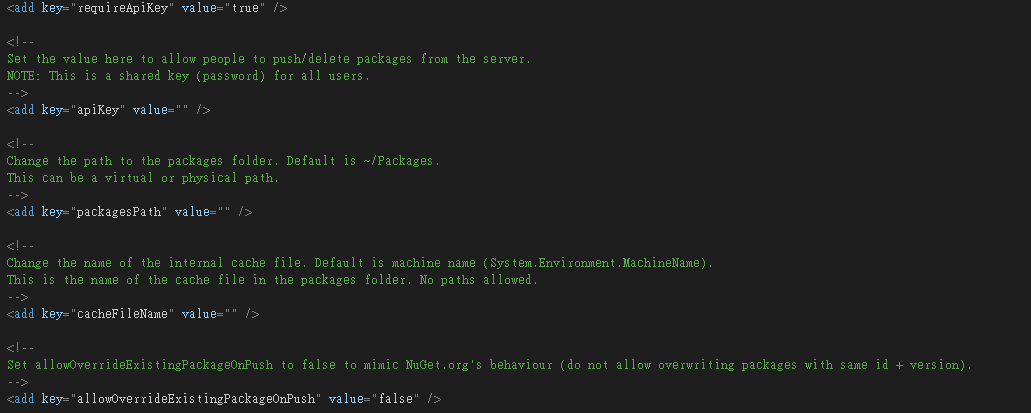 <add key="requireApiKey" value="true" />
<!--
Set the value here to allow people to push/delete packages from the server.
NOTE: This is a shared key (password) for all users.
-->
<add key="apiKey" value="" />
<!--
Change the path to the packages folder. Default is ~/Packages.
This can be a virtual or physical path.
-->
<add key="packagesPath" value="" />
<!--
Change the name of the internal cache file. Default is machine name (System.Environment.MachineName).
This is the name of the cache file in the packages folder. No paths allowed.
-->
<add key="cacheFileName" value="" />
<!--
Set allowOverrideExistingPackageOnPush to false to mimic NuGet.org's behaviour (do not allow overwriting packages with same id + version).
-->
<add key="allowOverrideExistingPackageOnPush" value="false" />